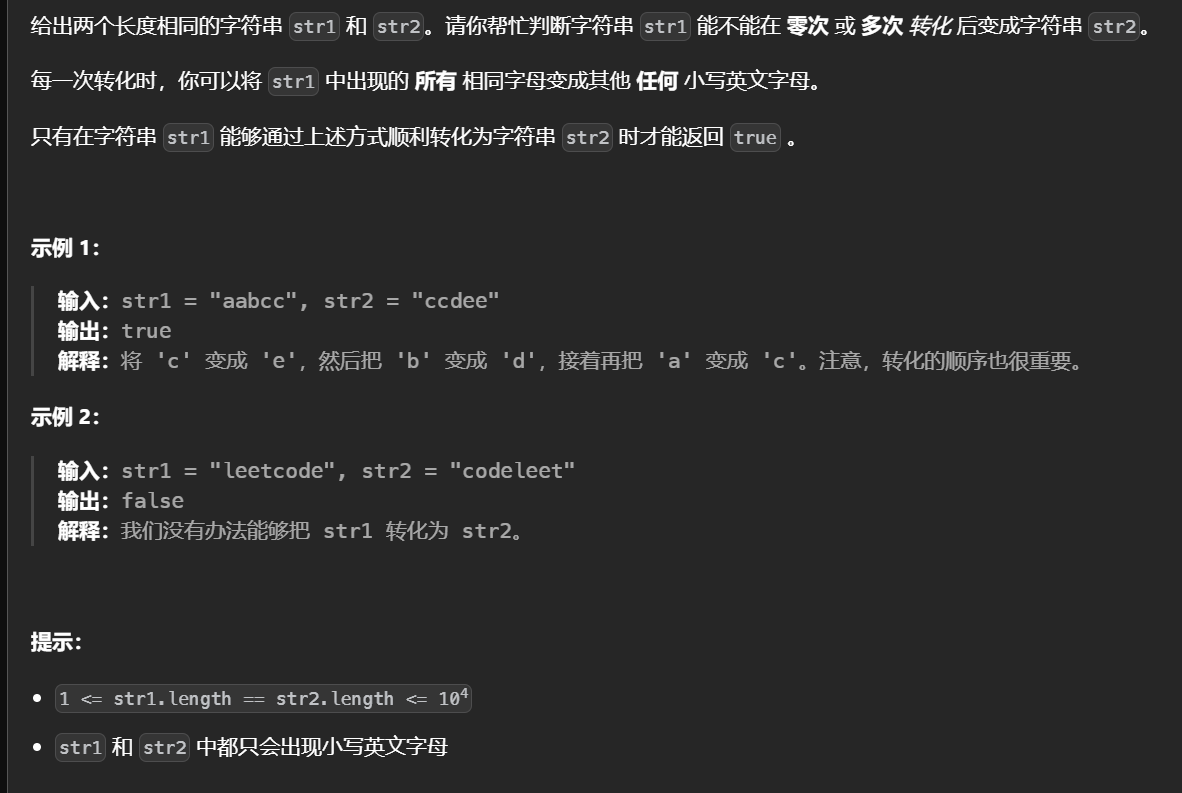 给出两个长度相同的字符串 str1 和 str2。请你帮忙判断字符串 str1 能不能在 零次 或 多次 转化 后变成字符串 str2。
每一次转化时，你可以将 str1 中出现的 所有 相同字母变成其他 任何 小写英文字母。
只有在字符串 str1 能够通过上述方式顺利转化为字符串 str2 时才能返回 true 。
示例 1：
输入：str1 = "aabcc", str2 = "ccdee"
输出：true
解释：将 'c' 变成 'e'，然后把 'b' 变成 'd'，接着再把 'a' 变成 'c'。注意，转化的顺序也很重要。
示例 2：
输入：str1 = "leetcode", str2 = "codeleet"
输出：false
解释：我们没有办法能够把 str1 转化为 str2。
提示：
• 1 <= str1.length == str2.length <= 10⁴
• str1 和 str2 中都只会出现小写英文字母